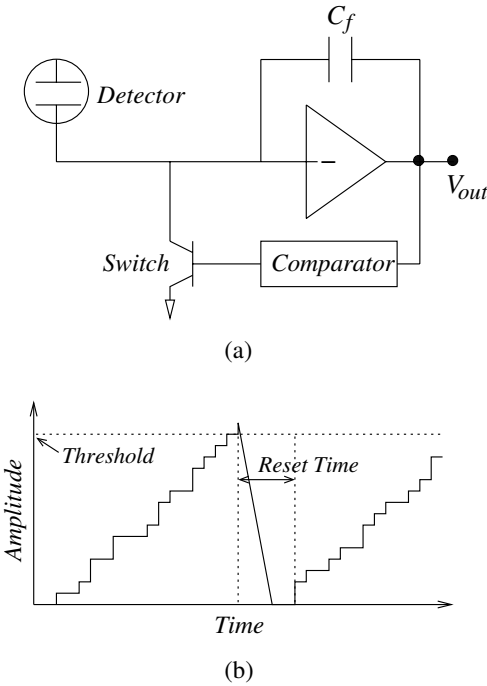 C_f
Detector
−
V_out
Switch
Comparator
(a)
Threshold
Reset Time
Amplitude
Time
(b)